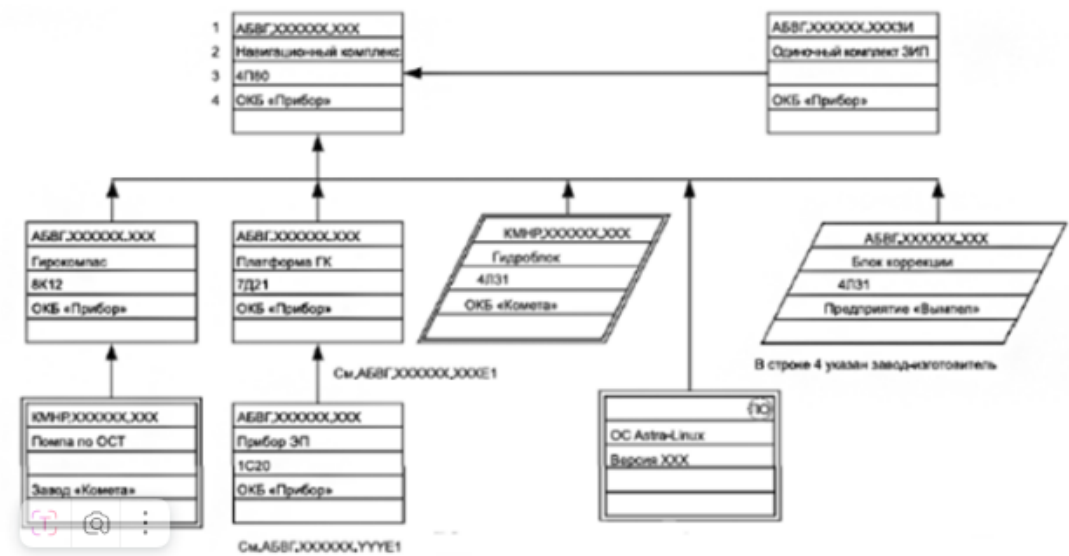 1
АБВГ.XXXXXX.XXX
2
Навигационный комплекс
3
4П60
4
ОКБ «Прибор»
АБВГ.XXXXXX.XXXЗИ
Одиночный комплект ЗИП
ОКБ «Прибор»
АБВГ.XXXXXX.XXX
Гирокомпас
8К12
ОКБ «Прибор»
АБВГ.XXXXXX.XXX
Платформа ГК
7Д21
ОКБ «Прибор»
КМНР.XXXXXX.XXX
Гидроблок
4Л31
ОКБ «Комета»
АБВГ.XXXXXX.XXX
Блок коррекции
4Л31
Предприятие «Вымпел»
В строке 4 указан завод-изготовитель
См.АБВГ.XXXXXX.XXXЕ1
КМНР.XXXXXX.XXX
Помпа по ОСТ
Завод «Комета»
АБВГ.XXXXXX.XXX
Прибор ЭП
1С20
ОКБ «Прибор»
См.АБВГ.XXXXXX.YYYЕ1
ПО
ОС Astra-Linux
Версия XXX